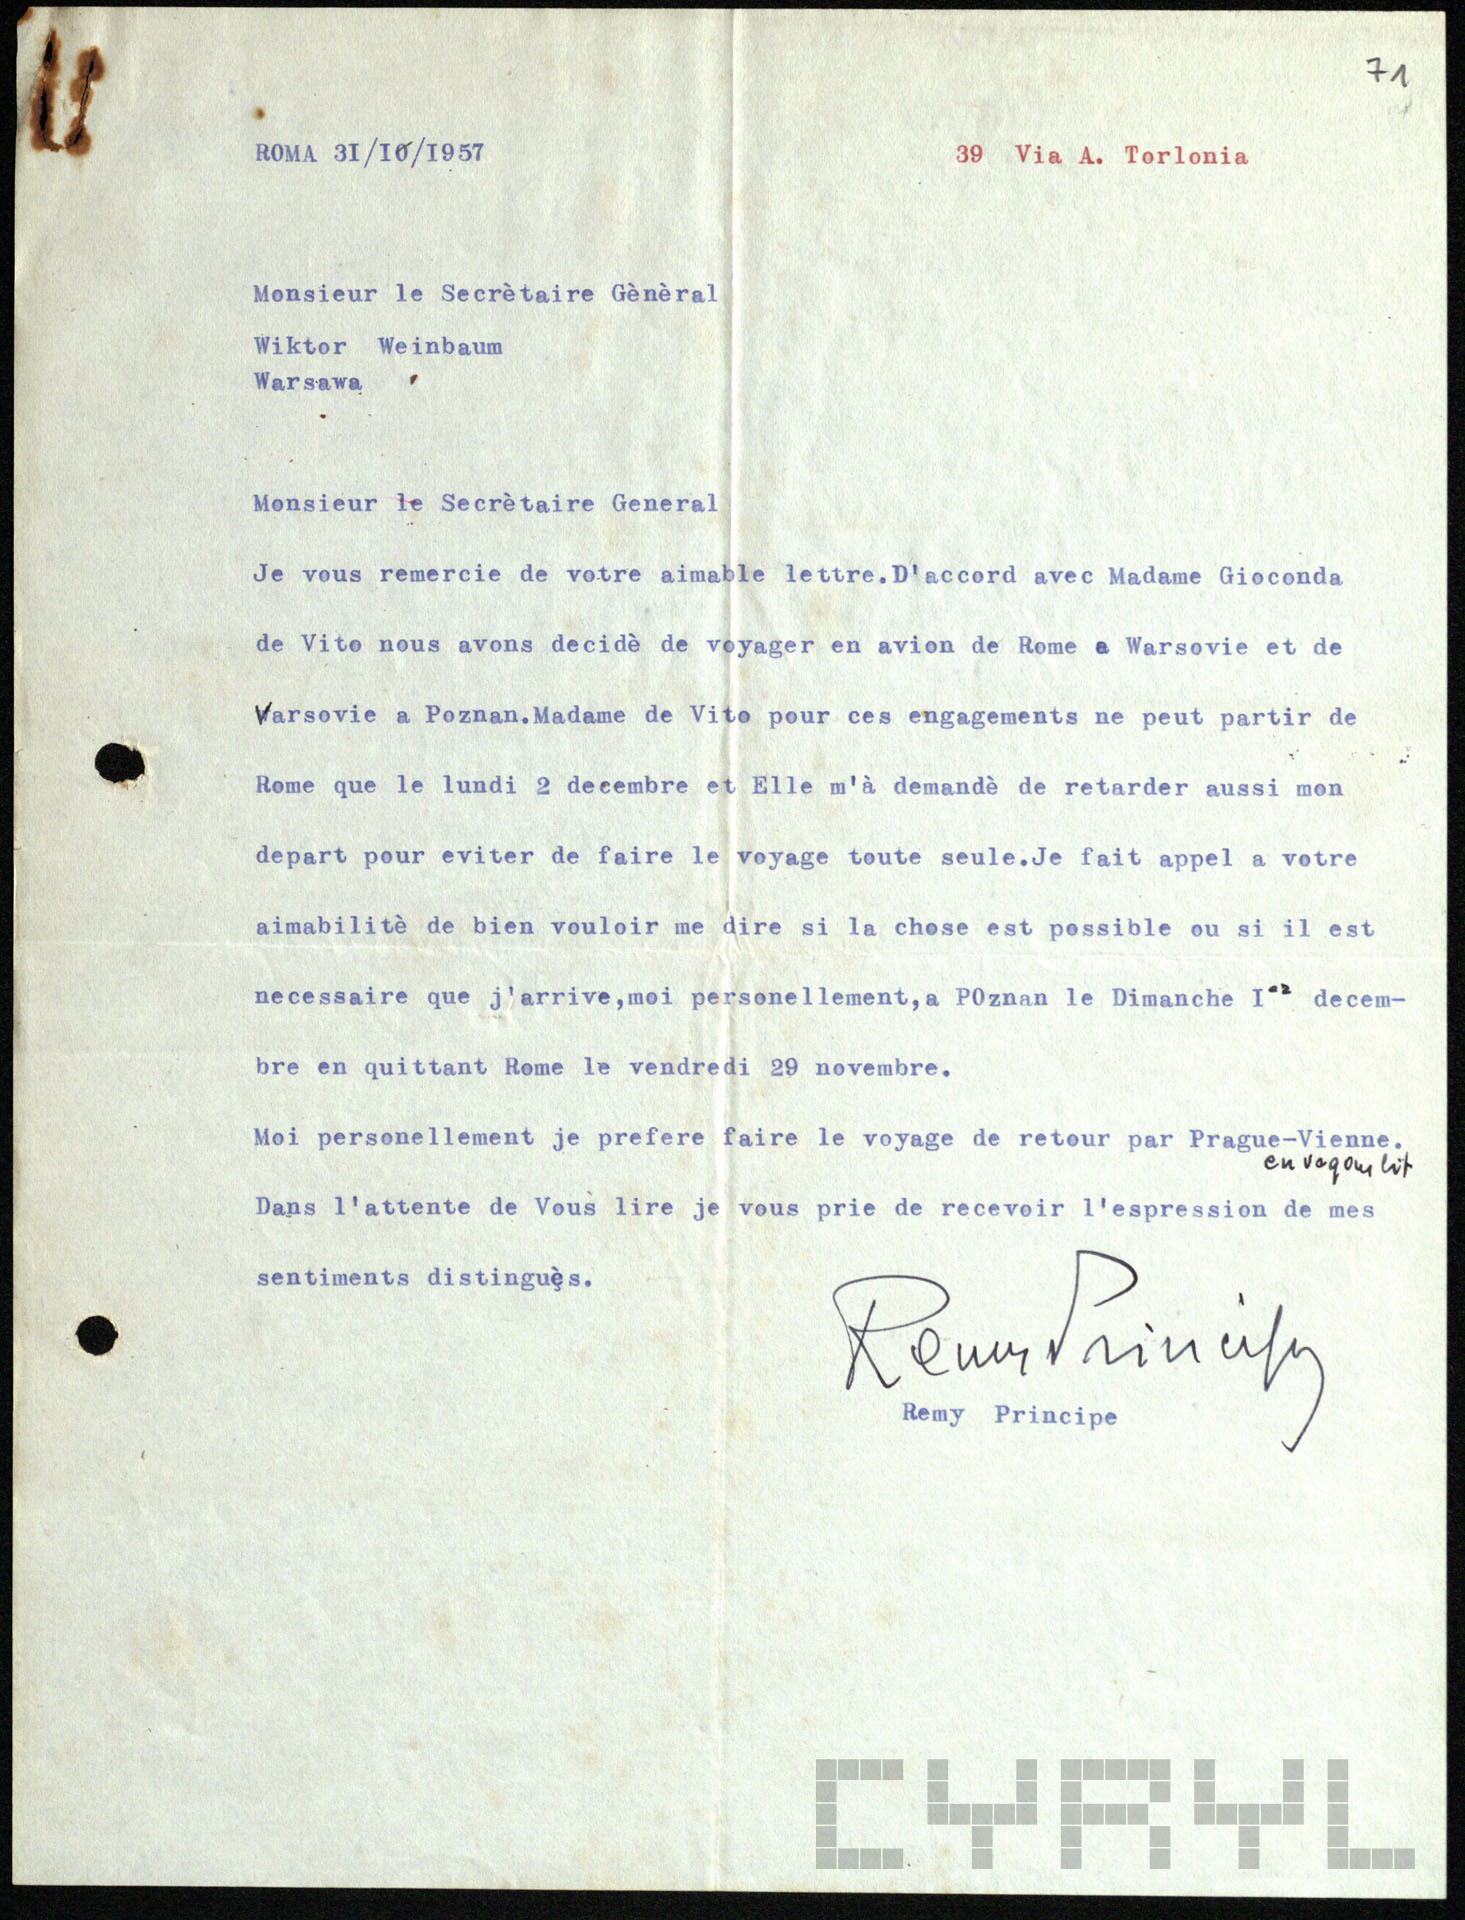 71
ROMA 3I/I0/I957 39 Via A. Torlonia
Monsieur le Secrètaire Gènèral
Wiktor Weinbaum
Warsawa
Monsieur le Secrètaire General
Je vous remercie de votre aimable lettre.D'accord avec Madame Gioconda
de Vito nous avons decidè de voyager en avion de Rome a Warsovie et de
Varsovie a Poznan.Madame de Vito pour ces engagements ne peut partir de
Rome que le lundi 2 decembre et Elle m'à demandè de retarder aussi mon
depart pour eviter de faire le voyage toute seule.Je fait appel a votre
aimabilitè de bien vouloir me dire si la chose est possible ou si il est
necessaire que j'arrive,moi personellement,a POznan le Dimanche Ier decem-
bre en quittant Rome le vendredi 29 novembre.
Moi personellement je prefere faire le voyage de retour par Prague-Vienne.
en vagon lit
Dans l'attente de Vous lire je vous prie de recevoir l'espression de mes
sentiments distinguès.
Remy Principe
Remy Principe
CYRYL